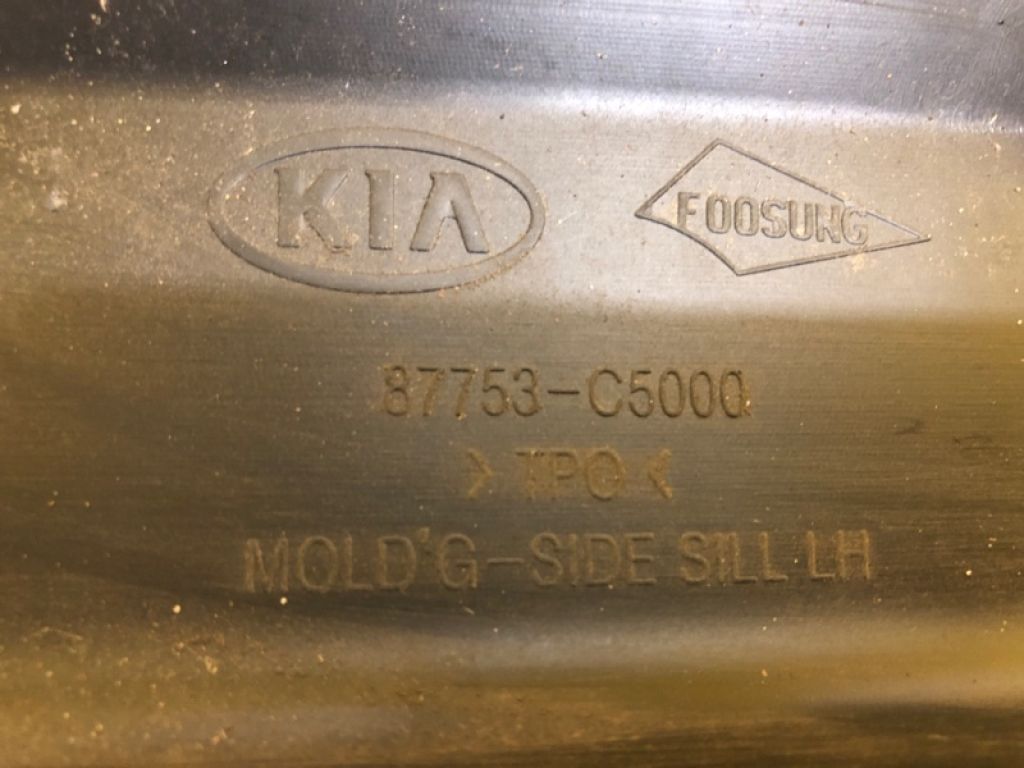 KIA FOOSUNG
87753-C5000
>TPO<
MOLD'G-SIDE SILL LH